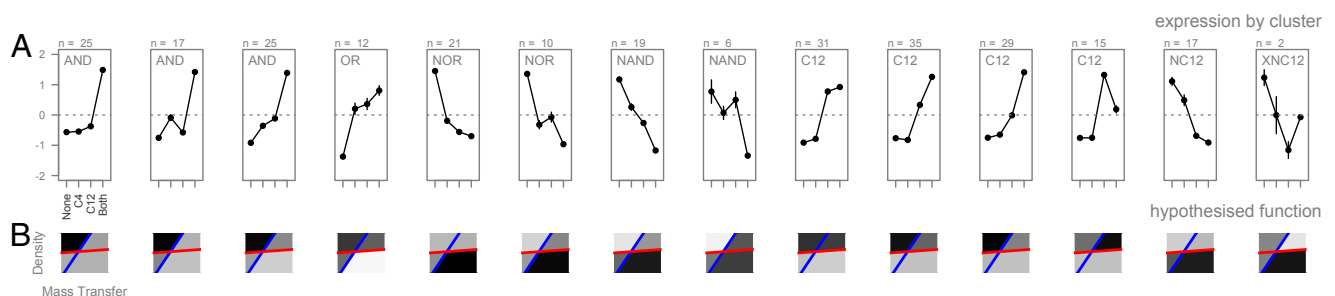 expression by cluster
A
n = 25
n = 17
n = 25
n = 12
n = 21
n = 10
n = 19
n = 6
n = 31
n = 35
n = 29
n = 15
n = 17
n = 2
AND
AND
AND
OR
NOR
NOR
NAND
NAND
C12
C12
C12
C12
NC12
XNC12
2
1
0
-1
-2
None
C4
C12
Both
hypothesised function
B
Density
Mass Transfer